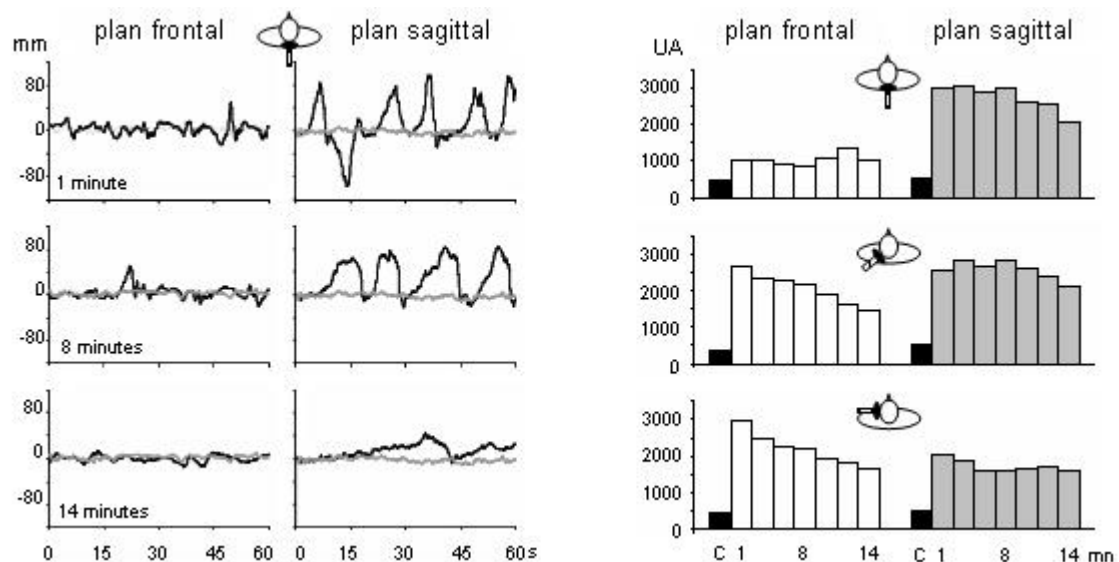 plan frontal plan sagittal
mm
80
0
-80
1 minute
80
0
-80
8 minutes
80
0
-80
14 minutes
0 15 30 45 60 0 15 30 45 60s
plan frontal plan sagittal
UA
3000
2000
1000
0
3000
2000
1000
0
3000
2000
1000
0
C 1 8 14 C 1 8 14 mn